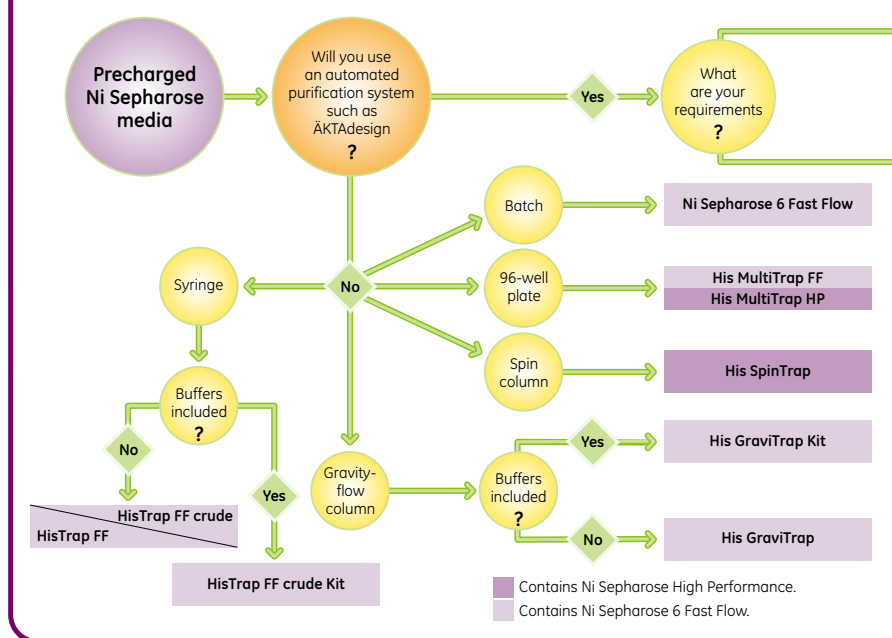 Precharged
Ni Sepharose
media
Will you use
an automated
purification system
such as
ÄKTAdesign
?
Yes
What
are your
requirements
?
Batch
Ni Sepharose 6 Fast Flow
Syringe
No
96-well
plate
His MultiTrap FF
His MultiTrap HP
Spin
column
His SpinTrap
Buffers
included
?
No
Yes
HisTrap FF crude
HisTrap FF
HisTrap FF crude Kit
Gravity-
flow
column
Buffers
included
?
Yes
His GraviTrap Kit
No
His GraviTrap
Contains Ni Sepharose High Performance.
Contains Ni Sepharose 6 Fast Flow.